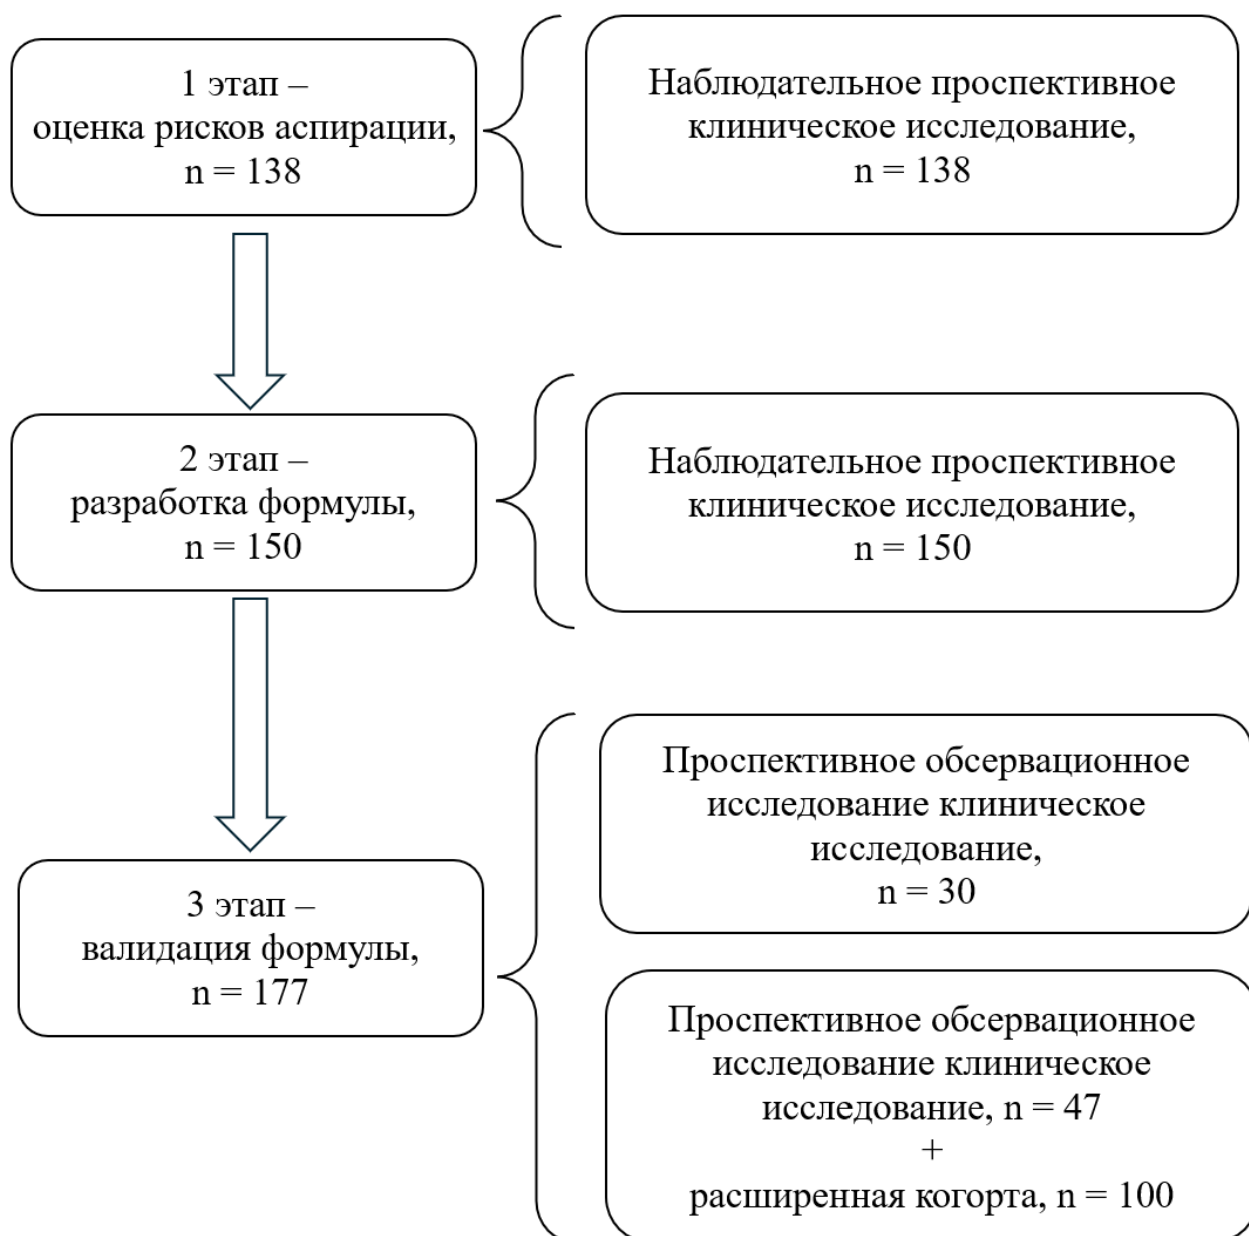 1 этап –
оценка рисков аспирации,
n = 138
Наблюдательное проспективное
клиническое исследование,
n = 138
2 этап –
разработка формулы,
n = 150
Наблюдательное проспективное
клиническое исследование,
n = 150
3 этап –
валидация формулы,
n = 177
Проспективное обсервационное
исследование клиническое
исследование,
n = 30
Проспективное обсервационное
исследование клиническое
исследование, n = 47
+
расширенная когорта, n = 100